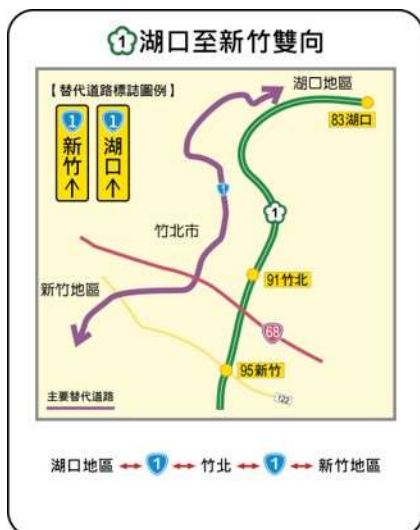 1湖口至新竹雙向
【替代道路標誌圖例】
1 新竹↑
1 湖口↑
湖口地區
83湖口
1
1
竹北市
91竹北
新竹地區
68
95新竹
122
主要替代道路
湖口地區 ↔ 1 ↔ 竹北 ↔ 1 ↔ 新竹地區